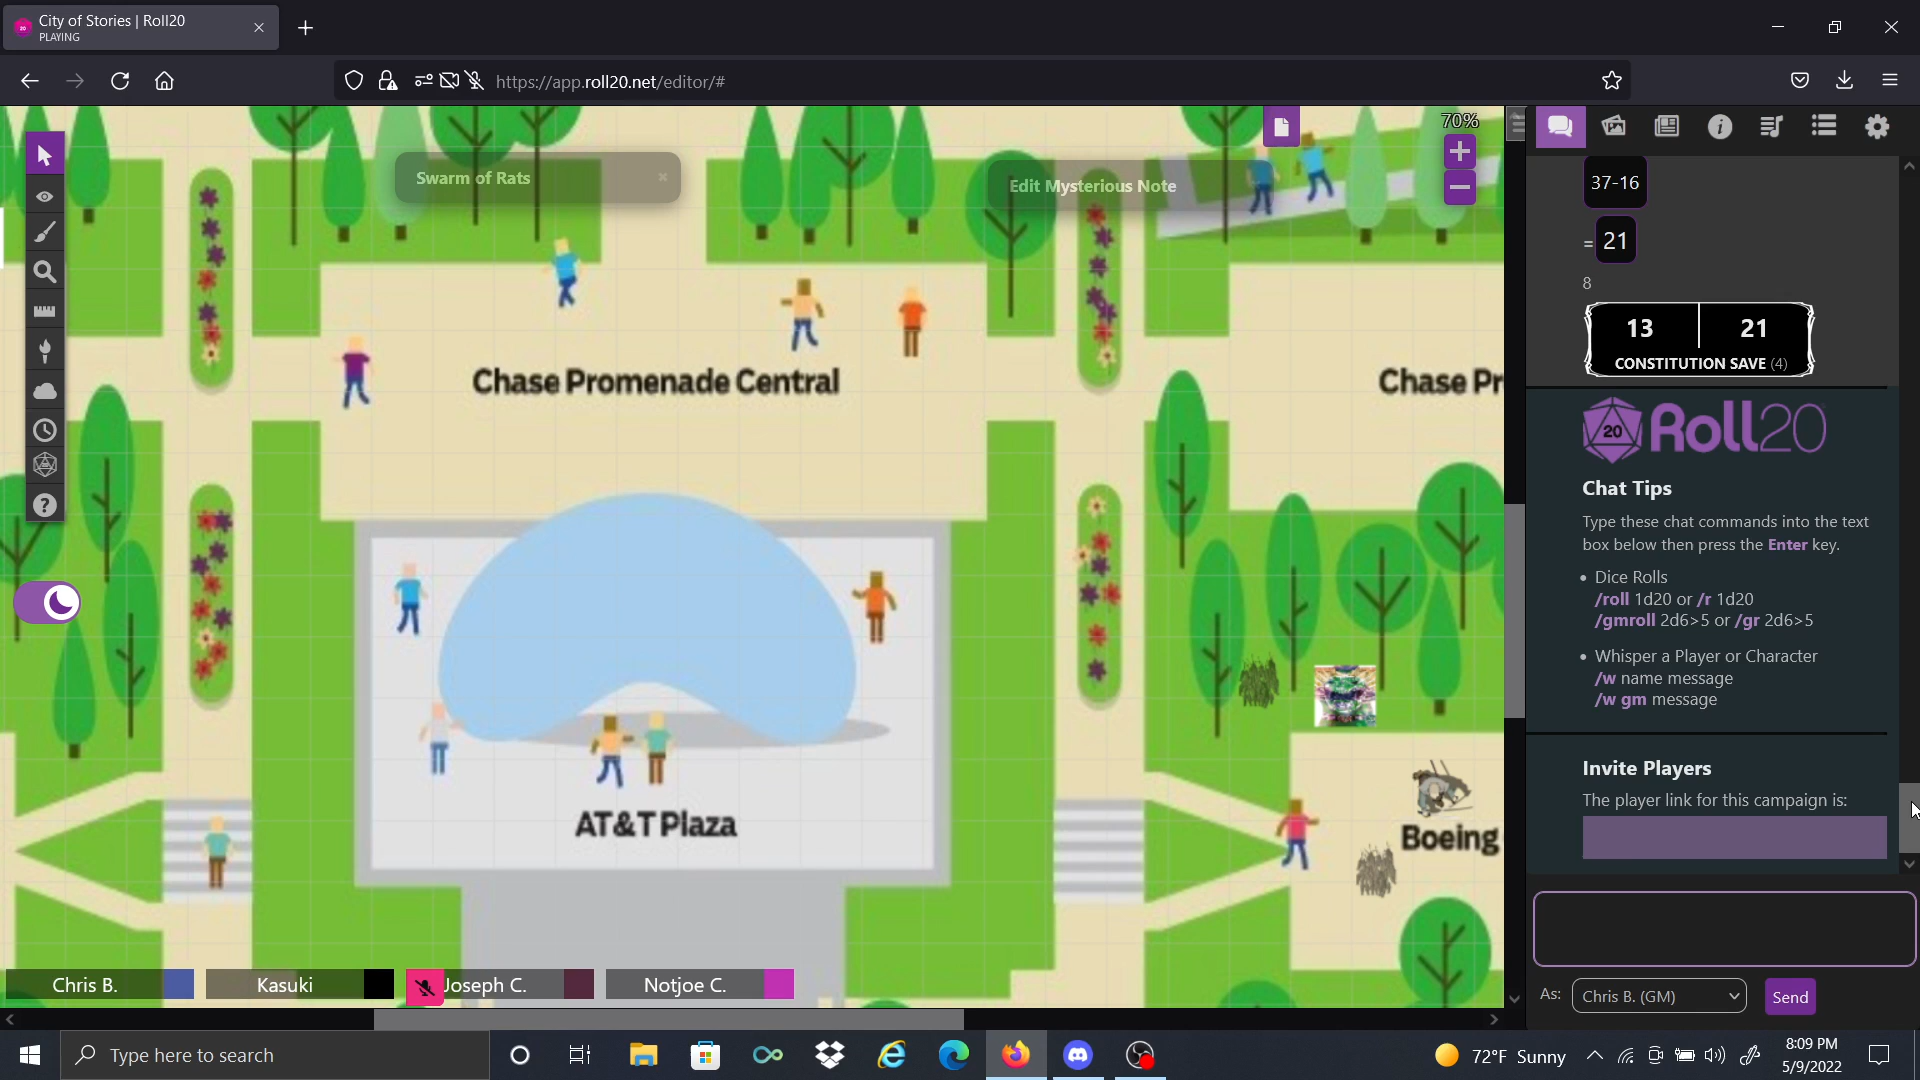 City of Stories | Roll20
PLAYING
https://app.roll20.net/editor/#
70%
Swarm of Rats
Edit Mysterious Note
Chase Promenade Central
Chase Pr
AT&T Plaza
Boeing
Chris B.
Kasuki
Joseph C.
Notjoe C.
37-16
= 21
8
13 21
CONSTITUTION SAVE (4)
20 Roll20
Chat Tips
Type these chat commands into the text
box below then press the Enter key.
• Dice Rolls
/roll 1d20 or /r 1d20
/gmroll 2d6>5 or /gr 2d6>5
• Whisper a Player or Character
/w name message
/w gm message
Invite Players
The player link for this campaign is:
As: Chris B. (GM) Send
Type here to search
72°F Sunny
8:09 PM
5/9/2022